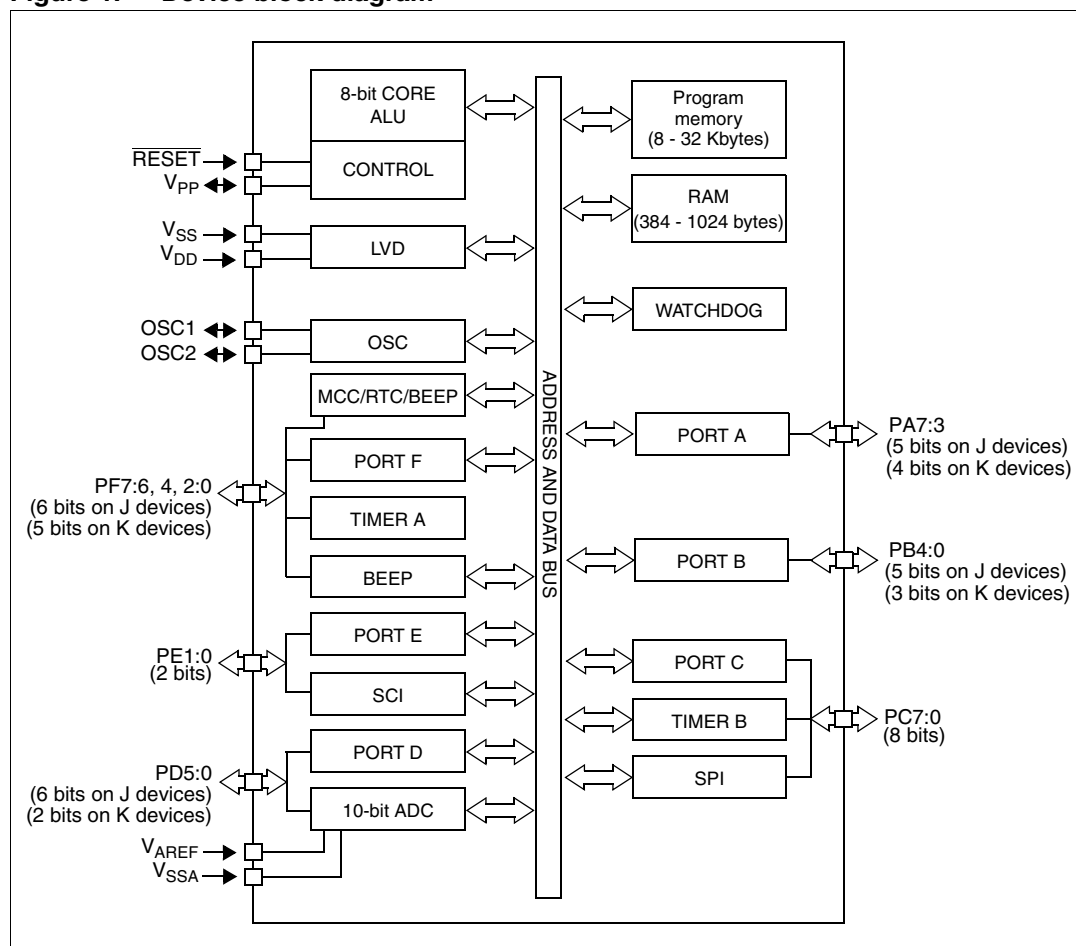 Figure 1. Device block diagram
8-bit CORE
ALU
CONTROL
RESET
VPP
VSS
VDD
LVD
OSC1
OSC2
OSC
MCC/RTC/BEEP
PORT F
TIMER A
BEEP
PF7:6, 4, 2:0
(6 bits on J devices)
(5 bits on K devices)
PORT E
SCI
PE1:0
(2 bits)
PORT D
10-bit ADC
PD5:0
(6 bits on J devices)
(2 bits on K devices)
VAREF
VSSA
ADDRESS AND DATA BUS
Program
memory
(8 - 32 Kbytes)
RAM
(384 - 1024 bytes)
WATCHDOG
PORT A
PA7:3
(5 bits on J devices)
(4 bits on K devices)
PORT B
PB4:0
(5 bits on J devices)
(3 bits on K devices)
PORT C
TIMER B
SPI
PC7:0
(8 bits)